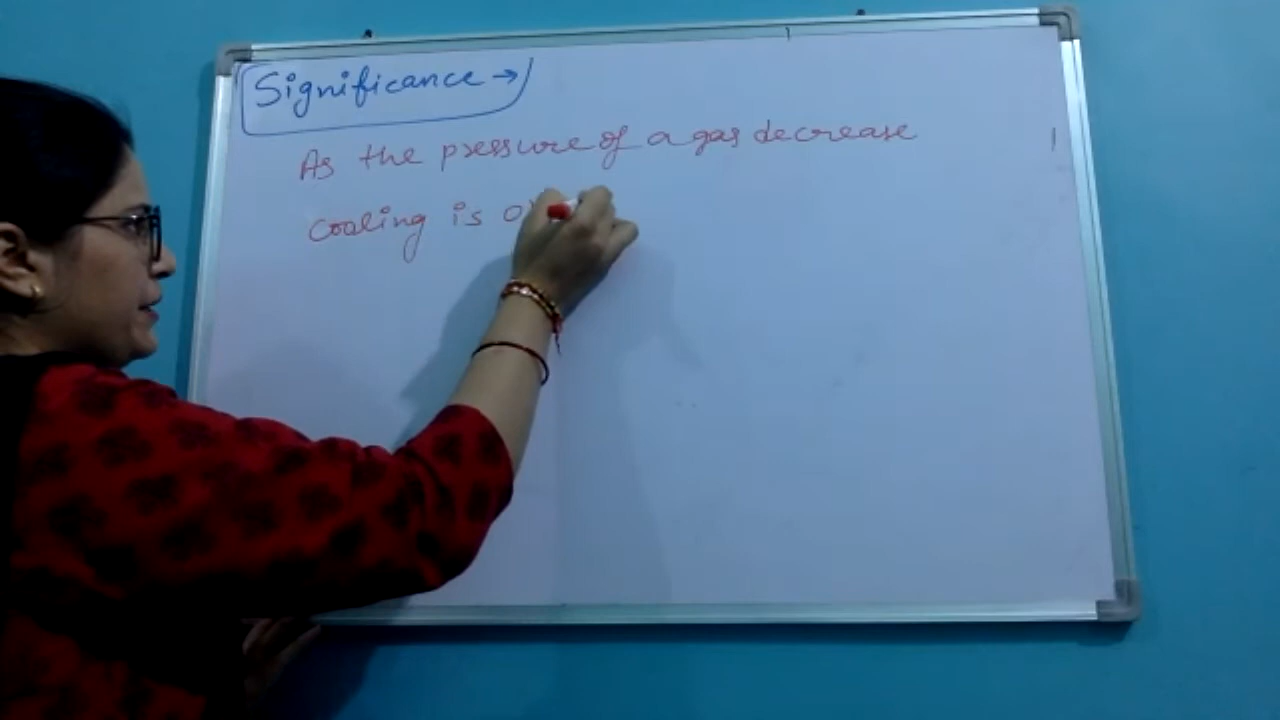 Significance →
As the pressure of a gas decrease
cooling is